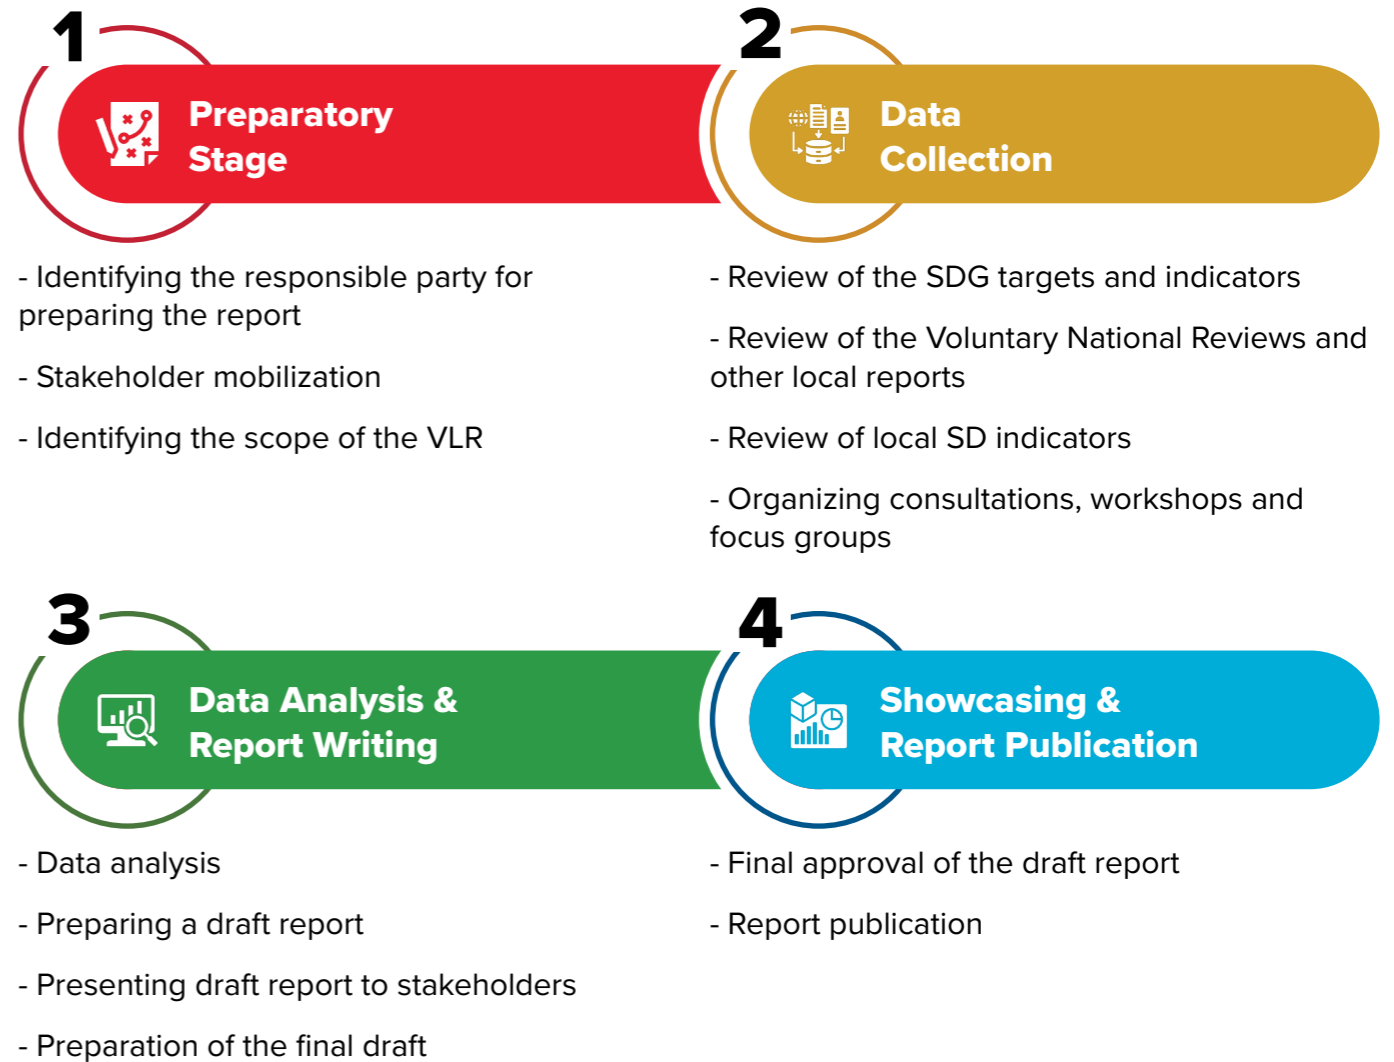 1
Preparatory
Stage
- Identifying the responsible party for
preparing the report
- Stakeholder mobilization
- Identifying the scope of the VLR
2
Data
Collection
- Review of the SDG targets and indicators
- Review of the Voluntary National Reviews and
other local reports
- Review of local SD indicators
- Organizing consultations, workshops and
focus groups
3
Data Analysis &
Report Writing
- Data analysis
- Preparing a draft report
- Presenting draft report to stakeholders
- Preparation of the final draft
4
Showcasing &
Report Publication
- Final approval of the draft report
- Report publication